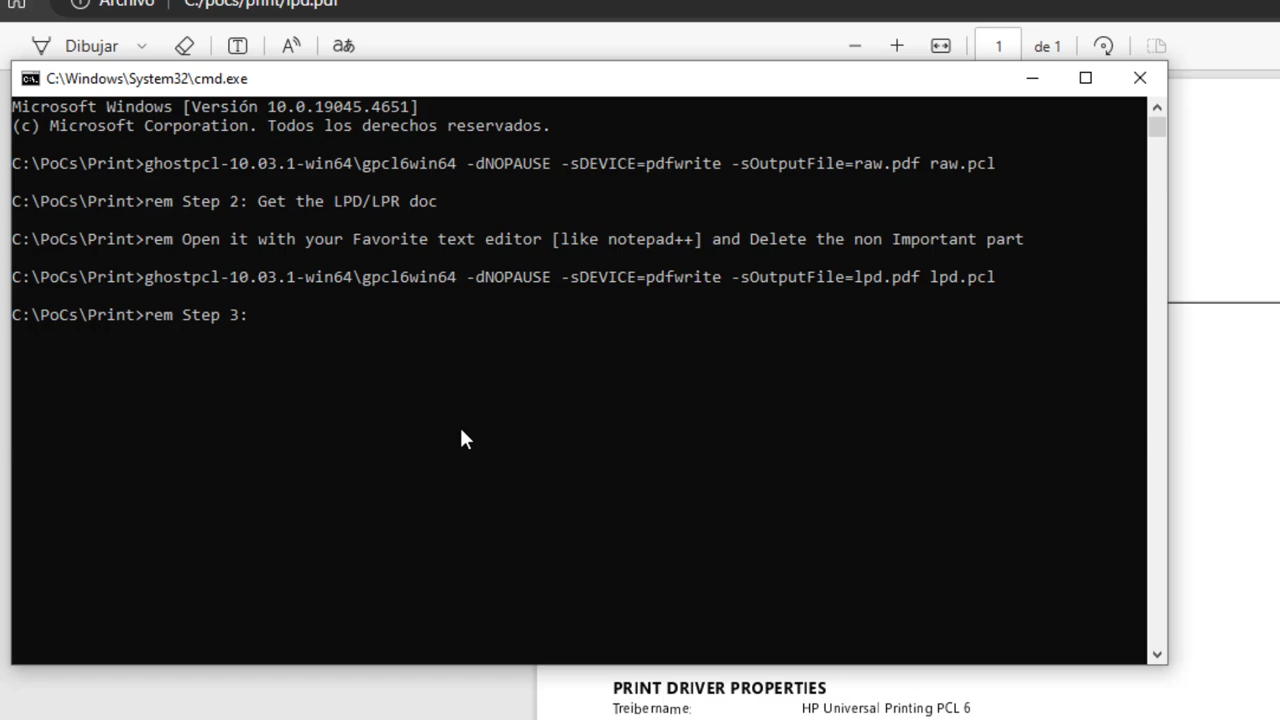 Archivo | C:/pocs/print/lpd.pdf
Dibujar
1 de 1
C:\Windows\System32\cmd.exe
Microsoft Windows [Versión 10.0.19045.4651]
(c) Microsoft Corporation. Todos los derechos reservados.
C:\PoCs\Print>ghostpcl-10.03.1-win64\gpcl6win64 -dNOPAUSE -sDEVICE=pdfwrite -sOutputFile=raw.pdf raw.pcl
C:\PoCs\Print>rem Step 2: Get the LPD/LPR doc
C:\PoCs\Print>rem Open it with your Favorite text editor [like notepad++] and Delete the non Important part
C:\PoCs\Print>ghostpcl-10.03.1-win64\gpcl6win64 -dNOPAUSE -sDEVICE=pdfwrite -sOutputFile=lpd.pdf lpd.pcl
C:\PoCs\Print>rem Step 3:
PRINT DRIVER PROPERTIES
Treibername: HP Universal Printing PCL 6